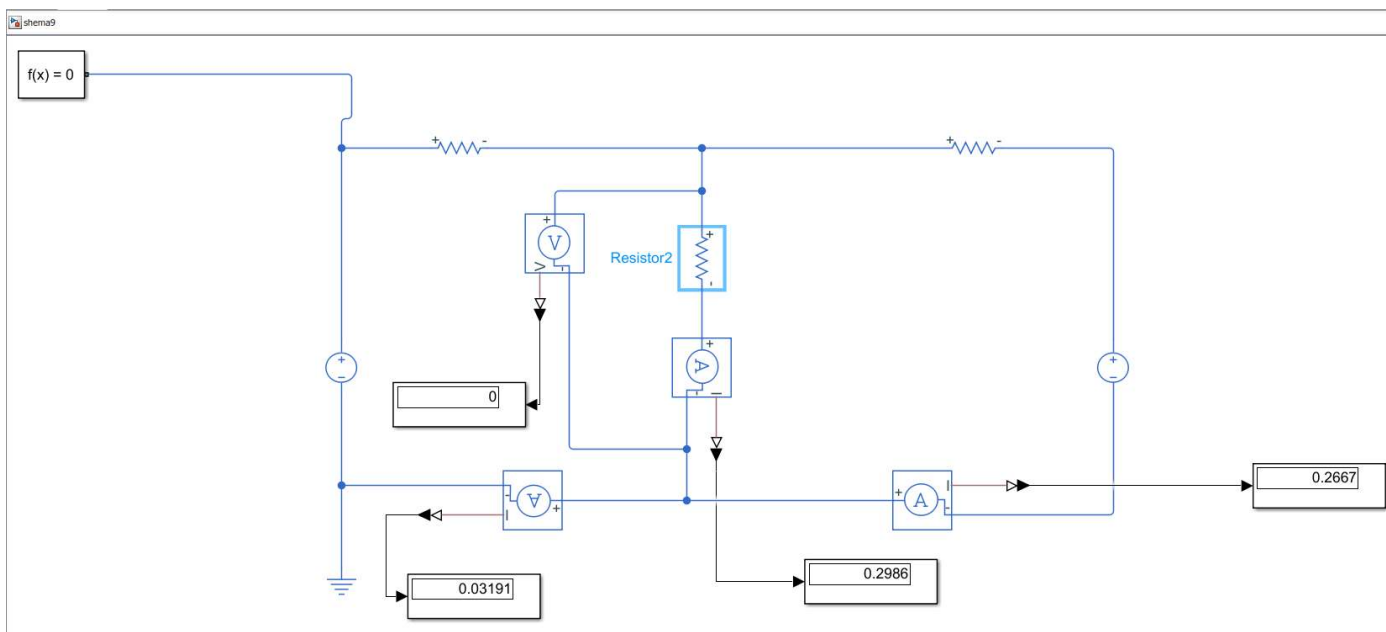 shema9
f(x) = 0
+
-
+
-
+
V
V
-
Resistor2
+
-
+
A
-
I
+
-
+
-
0
-
A
+
I
+
A
I
-
0.2667
0.03191
0.2986